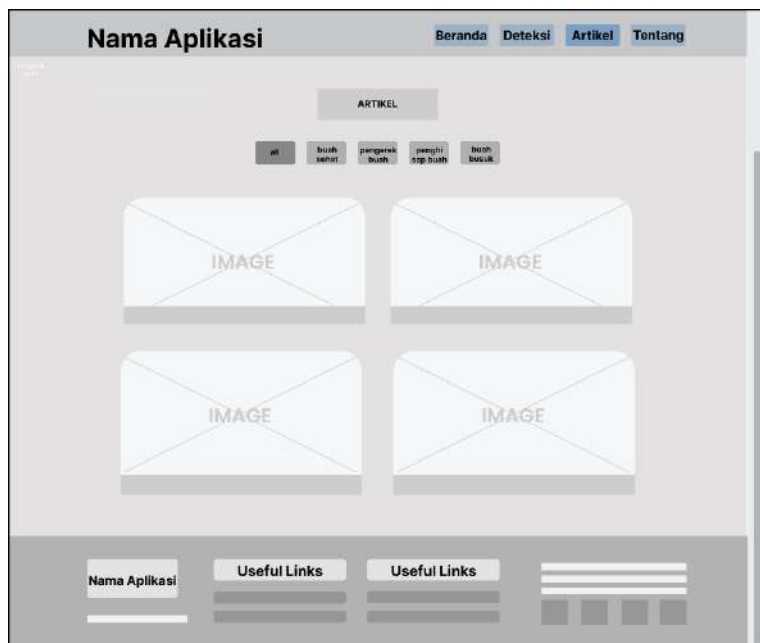 Nama Aplikasi
Beranda Deteksi Artikel Tentang
ARTIKEL
all
buah
sehat
pengerek
buah
penghi
sap buah
buah
busuk
IMAGE IMAGE
IMAGE IMAGE
Nama Aplikasi
Useful Links
Useful Links